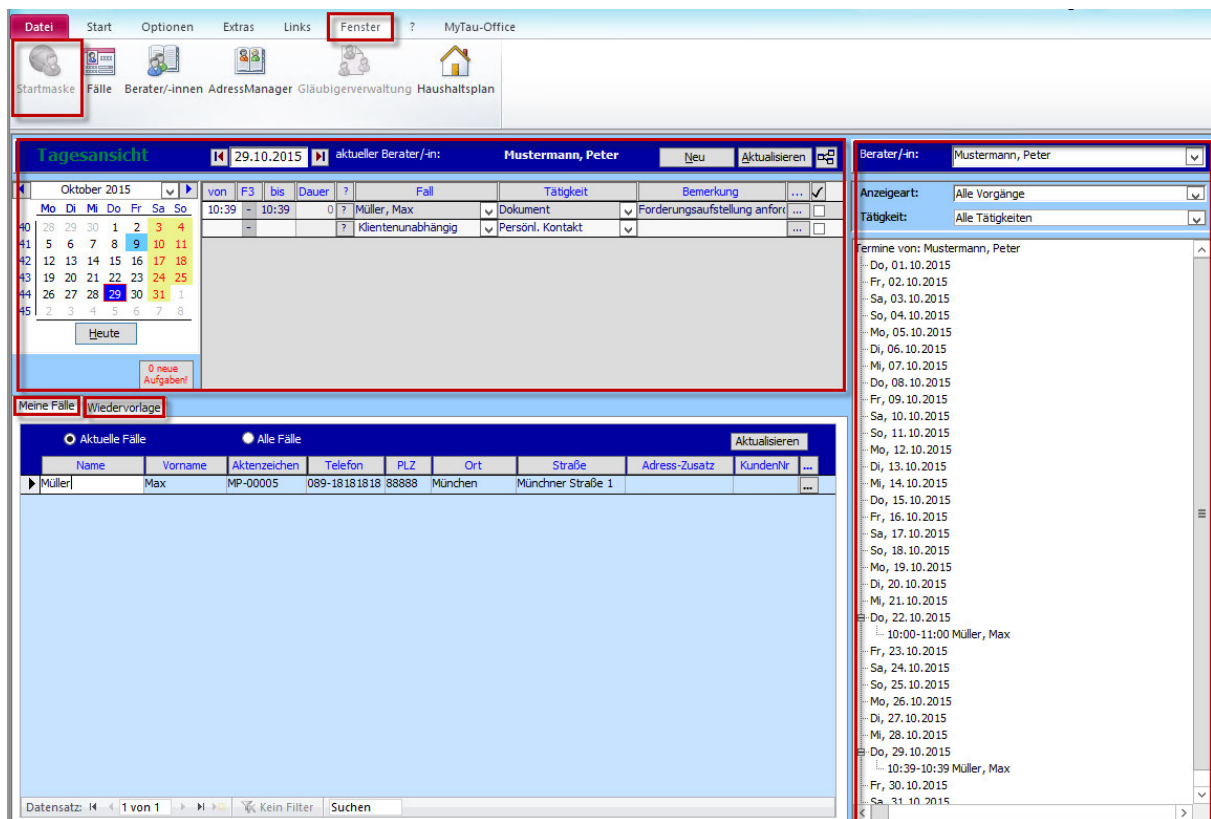 Datei Start Optionen Extras Links Fenster ? MyTau-Office
Startmaske Fälle Berater/-innen AdressManager Gläubigerverwaltung Haushaltsplan
Tagesansicht 29.10.2015 aktueller Berater/-in: Mustermann, Peter Neu Aktualisieren
Oktober 2015
Mo Di Mi Do Fr Sa So
40 28 29 30 1 2 3 4
41 5 6 7 8 9 10 11
42 12 13 14 15 16 17 18
43 19 20 21 22 23 24 25
44 26 27 28 29 30 31 1
45 2 3 4 5 6 7 8
Heute
0 neue
Aufgaben!
von F3 bis Dauer ? Fall Tätigkeit Bemerkung ...
10:39 - 10:39 0 ? Müller, Max Dokument Forderungsaufstellung anford ...
- ? Klientenunabhängig Persönl. Kontakt ...
Meine Fälle Wiedervorlage
Aktuelle Fälle Alle Fälle Aktualisieren
Name Vorname Aktenzeichen Telefon PLZ Ort Straße Adress-Zusatz KundenNr ...
Müller Max MP-00005 089-18181818 88888 München Münchner Straße 1 ...
Datensatz: 1 von 1 Kein Filter Suchen
Berater/-in: Mustermann, Peter
Anzeigeart: Alle Vorgänge
Tätigkeit: Alle Tätigkeiten
Termine von: Mustermann, Peter
Do, 01.10.2015
Fr, 02.10.2015
Sa, 03.10.2015
So, 04.10.2015
Mo, 05.10.2015
Di, 06.10.2015
Mi, 07.10.2015
Do, 08.10.2015
Fr, 09.10.2015
Sa, 10.10.2015
So, 11.10.2015
Mo, 12.10.2015
Di, 13.10.2015
Mi, 14.10.2015
Do, 15.10.2015
Fr, 16.10.2015
Sa, 17.10.2015
So, 18.10.2015
Mo, 19.10.2015
Di, 20.10.2015
Mi, 21.10.2015
Do, 22.10.2015
10:00-11:00 Müller, Max
Fr, 23.10.2015
Sa, 24.10.2015
So, 25.10.2015
Mo, 26.10.2015
Di, 27.10.2015
Mi, 28.10.2015
Do, 29.10.2015
10:39-10:39 Müller, Max
Fr, 30.10.2015
Sa, 31.10.2015